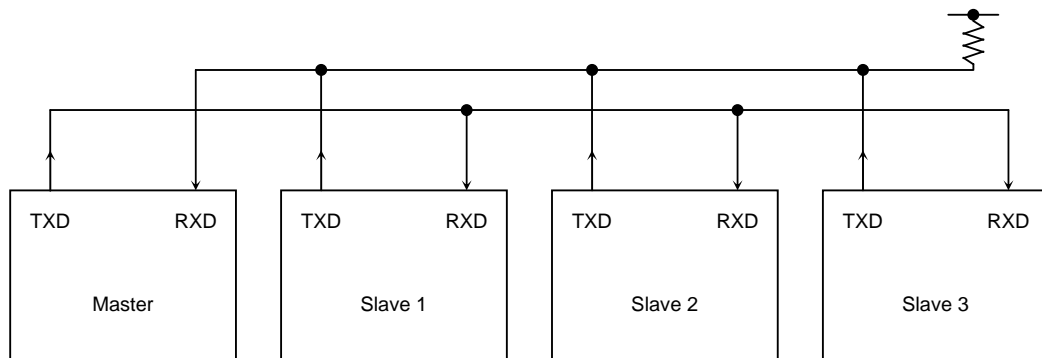 TXD RXD TXD RXD TXD RXD TXD RXD
Master Slave 1 Slave 2 Slave 3